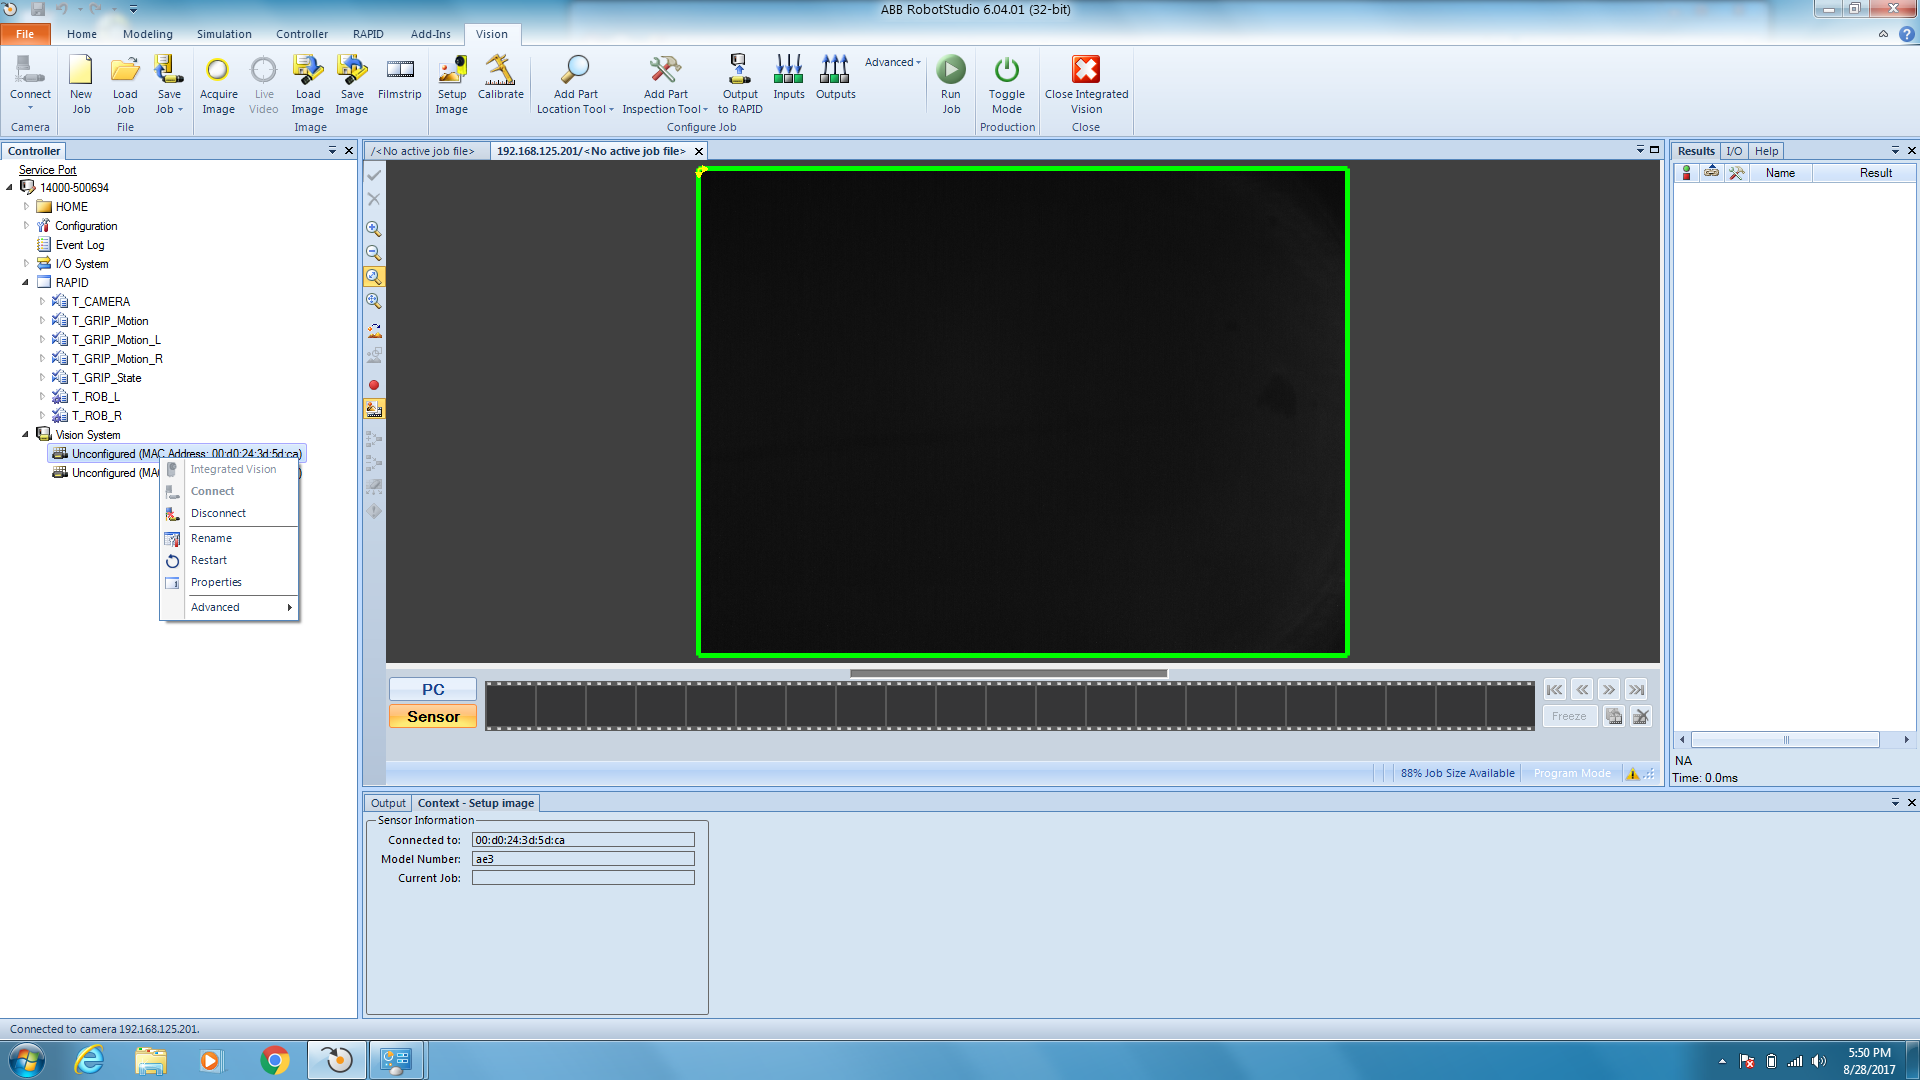 ABB RobotStudio 6.04.01 (32-bit)
File Home Modeling Simulation Controller RAPID Add-Ins Vision
Connect
New Job
Load Job
Save Job
Acquire Image
Live Video
Load Image
Save Image
Filmstrip
Setup Image
Calibrate
Add Part Location Tool
Add Part Inspection Tool
Output to RAPID
Inputs
Outputs
Advanced
Run Job
Toggle Mode
Close Integrated Vision
Camera File Image Configure Job Production Close
Controller
Service Port
14000-500694
HOME
Configuration
Event Log
I/O System
RAPID
T_CAMERA
T_GRIP_Motion
T_GRIP_Motion_L
T_GRIP_Motion_R
T_GRIP_State
T_ROB_L
T_ROB_R
Vision System
Unconfigured (MAC Address: 00:d0:24:3d:5d:ca)
Unconfigured (MA
Integrated Vision
Connect
Disconnect
Rename
Restart
Properties
Advanced
/<No active job file> 192.168.125.201/<No active job file>
PC
Sensor
Freeze
88% Job Size Available Program Mode
Results I/O Help
Name Result
NA
Time: 0.0ms
Output Context - Setup image
Sensor Information
Connected to: 00:d0:24:3d:5d:ca
Model Number: ae3
Current Job:
Connected to camera 192.168.125.201.
5:50 PM
8/28/2017